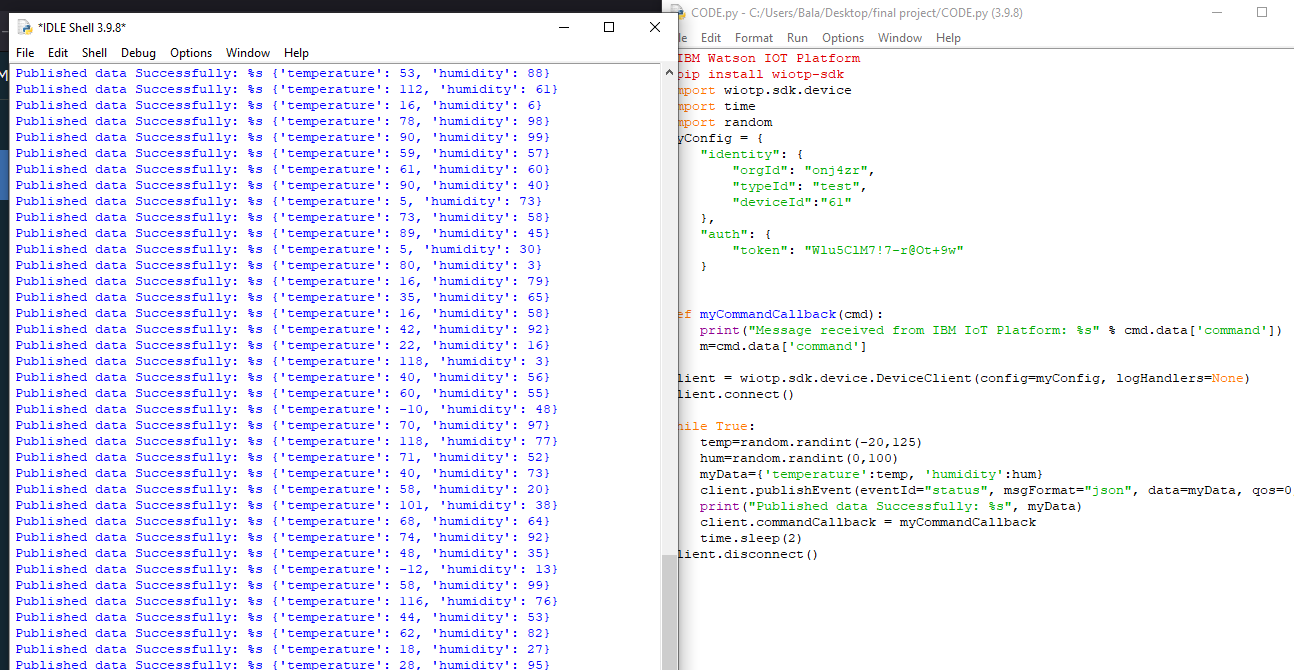 *IDLE Shell 3.9.8*
File Edit Shell Debug Options Window Help
Published data Successfully: %s {'temperature': 53, 'humidity': 88}
Published data Successfully: %s {'temperature': 112, 'humidity': 61}
Published data Successfully: %s {'temperature': 16, 'humidity': 6}
Published data Successfully: %s {'temperature': 78, 'humidity': 98}
Published data Successfully: %s {'temperature': 90, 'humidity': 99}
Published data Successfully: %s {'temperature': 59, 'humidity': 57}
Published data Successfully: %s {'temperature': 61, 'humidity': 60}
Published data Successfully: %s {'temperature': 90, 'humidity': 40}
Published data Successfully: %s {'temperature': 5, 'humidity': 73}
Published data Successfully: %s {'temperature': 73, 'humidity': 58}
Published data Successfully: %s {'temperature': 89, 'humidity': 45}
Published data Successfully: %s {'temperature': 5, 'humidity': 30}
Published data Successfully: %s {'temperature': 80, 'humidity': 3}
Published data Successfully: %s {'temperature': 16, 'humidity': 79}
Published data Successfully: %s {'temperature': 35, 'humidity': 65}
Published data Successfully: %s {'temperature': 16, 'humidity': 58}
Published data Successfully: %s {'temperature': 42, 'humidity': 92}
Published data Successfully: %s {'temperature': 22, 'humidity': 16}
Published data Successfully: %s {'temperature': 118, 'humidity': 3}
Published data Successfully: %s {'temperature': 40, 'humidity': 56}
Published data Successfully: %s {'temperature': 60, 'humidity': 55}
Published data Successfully: %s {'temperature': -10, 'humidity': 48}
Published data Successfully: %s {'temperature': 70, 'humidity': 97}
Published data Successfully: %s {'temperature': 118, 'humidity': 77}
Published data Successfully: %s {'temperature': 71, 'humidity': 52}
Published data Successfully: %s {'temperature': 40, 'humidity': 73}
Published data Successfully: %s {'temperature': 58, 'humidity': 20}
Published data Successfully: %s {'temperature': 101, 'humidity': 38}
Published data Successfully: %s {'temperature': 68, 'humidity': 64}
Published data Successfully: %s {'temperature': 74, 'humidity': 92}
Published data Successfully: %s {'temperature': 48, 'humidity': 35}
Published data Successfully: %s {'temperature': -12, 'humidity': 13}
Published data Successfully: %s {'temperature': 58, 'humidity': 99}
Published data Successfully: %s {'temperature': 116, 'humidity': 76}
Published data Successfully: %s {'temperature': 44, 'humidity': 53}
Published data Successfully: %s {'temperature': 62, 'humidity': 82}
Published data Successfully: %s {'temperature': 18, 'humidity': 27}
Published data Successfully: %s {'temperature': 28, 'humidity': 95}
CODE.py - C:/Users/Bala/Desktop/final project/CODE.py (3.9.8)
le Edit Format Run Options Window Help
IBM Watson IOT Platform
pip install wiotp-sdk
mport wiotp.sdk.device
mport time
mport random
yConfig = {
"identity": {
"orgId": "onj4zr",
"typeId": "test",
"deviceId":"61"
},
"auth": {
"token": "Wlu5ClM7!7-r@Ot+9w"
}
ef myCommandCallback(cmd):
print("Message received from IBM IoT Platform: %s" % cmd.data['command'])
m=cmd.data['command']
lient = wiotp.sdk.device.DeviceClient(config=myConfig, logHandlers=None)
lient.connect()
hile True:
temp=random.randint(-20,125)
hum=random.randint(0,100)
myData={'temperature':temp, 'humidity':hum}
client.publishEvent(eventId="status", msgFormat="json", data=myData, qos=0
print("Published data Successfully: %s", myData)
client.commandCallback = myCommandCallback
time.sleep(2)
lient.disconnect()